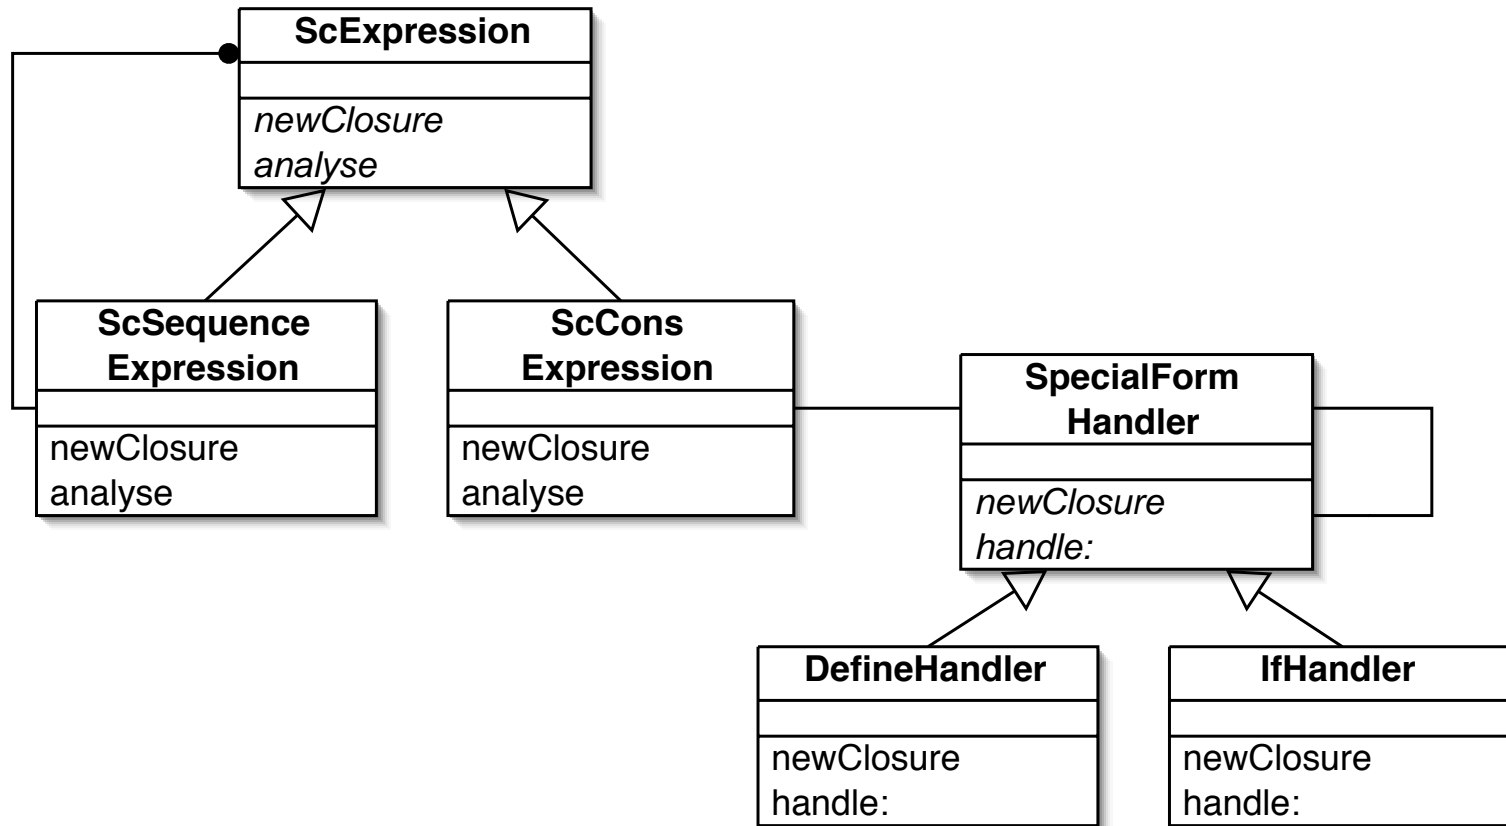 ScExpression
newClosure
analyse
ScSequence
Expression
newClosure
analyse
ScCons
Expression
newClosure
analyse
SpecialForm
Handler
newClosure
handle:
DefineHandler
newClosure
handle:
IfHandler
newClosure
handle: